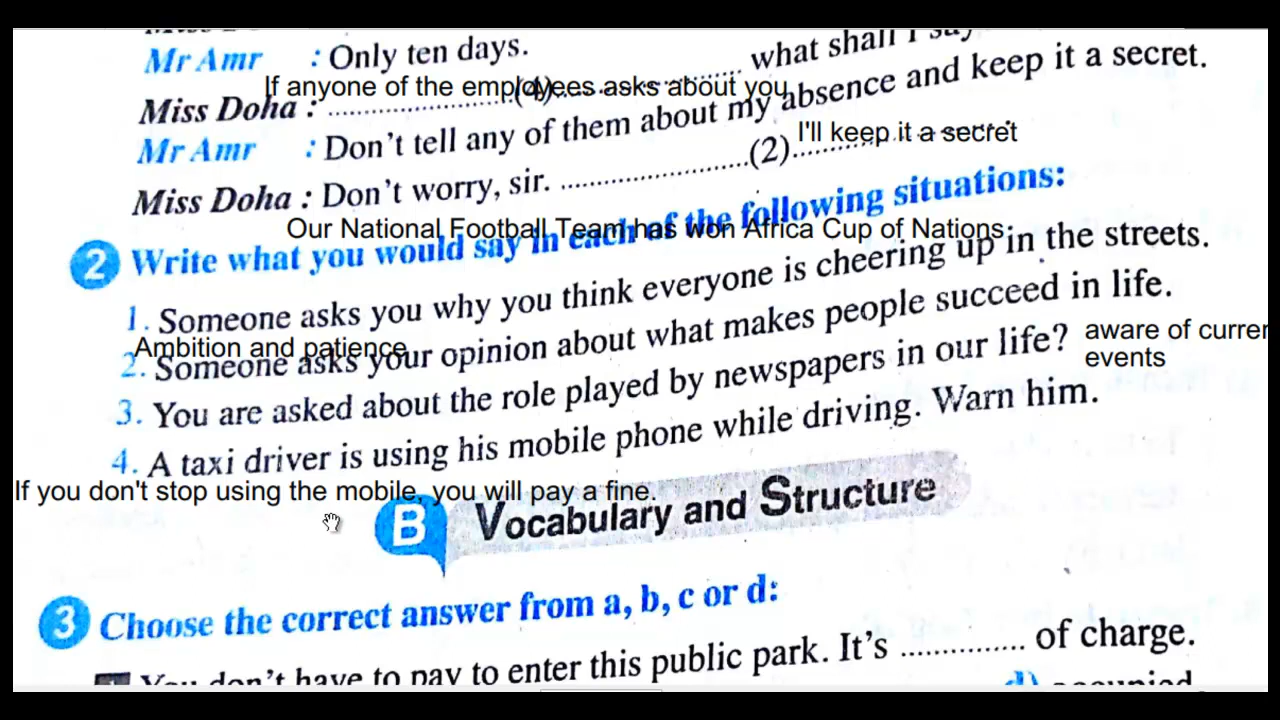 Mr Amr : Only ten days.
If anyone of the employees asks about you
Miss Doha : ....................(4).................... what shall I say
Mr Amr : Don't tell any of them about my absence and keep it a secret.
I'll keep it a secret
Miss Doha : Don't worry, sir. ....................(2)....................
Our National Football Team has won Africa Cup of Nations.
2 Write what you would say in each of the following situations:
1. Someone asks you why you think everyone is cheering up in the streets.
Ambition and patience
2. Someone asks your opinion about what makes people succeed in life.
aware of curren
events
3. You are asked about the role played by newspapers in our life?
4. A taxi driver is using his mobile phone while driving. Warn him.
If you don't stop using the mobile, you will pay a fine.
B Vocabulary and Structure
3 Choose the correct answer from a, b, c or d:
1 You don't have to pay to enter this public park. It's .............. of charge.
d) occupied